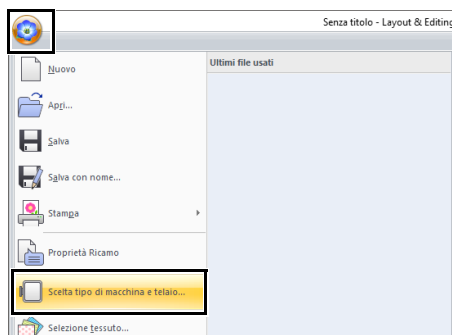 Senza titolo - Layout & Editing
Ultimi file usati
Nuovo
Apri...
Salva
Salva con nome...
Stampa
Proprietà Ricamo
Scelta tipo di macchina e telaio...
Selezione tessuto...